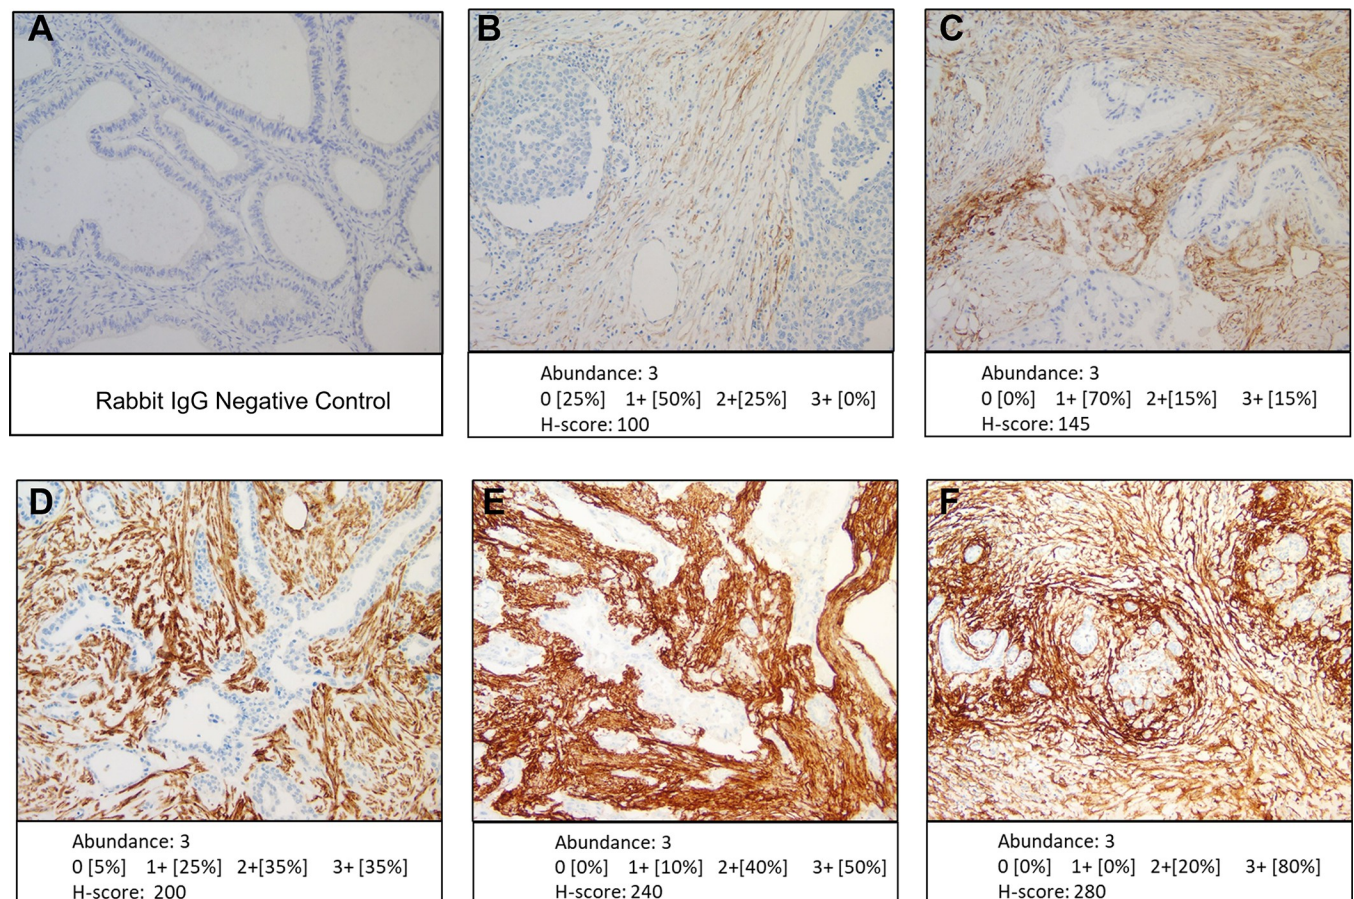 A
B
C
Rabbit IgG Negative Control
Abundance: 3
0 [25%] 1+ [50%] 2+[25%] 3+ [0%]
H-score: 100
Abundance: 3
0 [0%] 1+ [70%] 2+[15%] 3+ [15%]
H-score: 145
D
E
F
Abundance: 3
0 [5%] 1+ [25%] 2+[35%] 3+ [35%]
H-score: 200
Abundance: 3
0 [0%] 1+ [10%] 2+[40%] 3+ [50%]
H-score: 240
Abundance: 3
0 [0%] 1+ [0%] 2+[20%] 3+ [80%]
H-score: 280